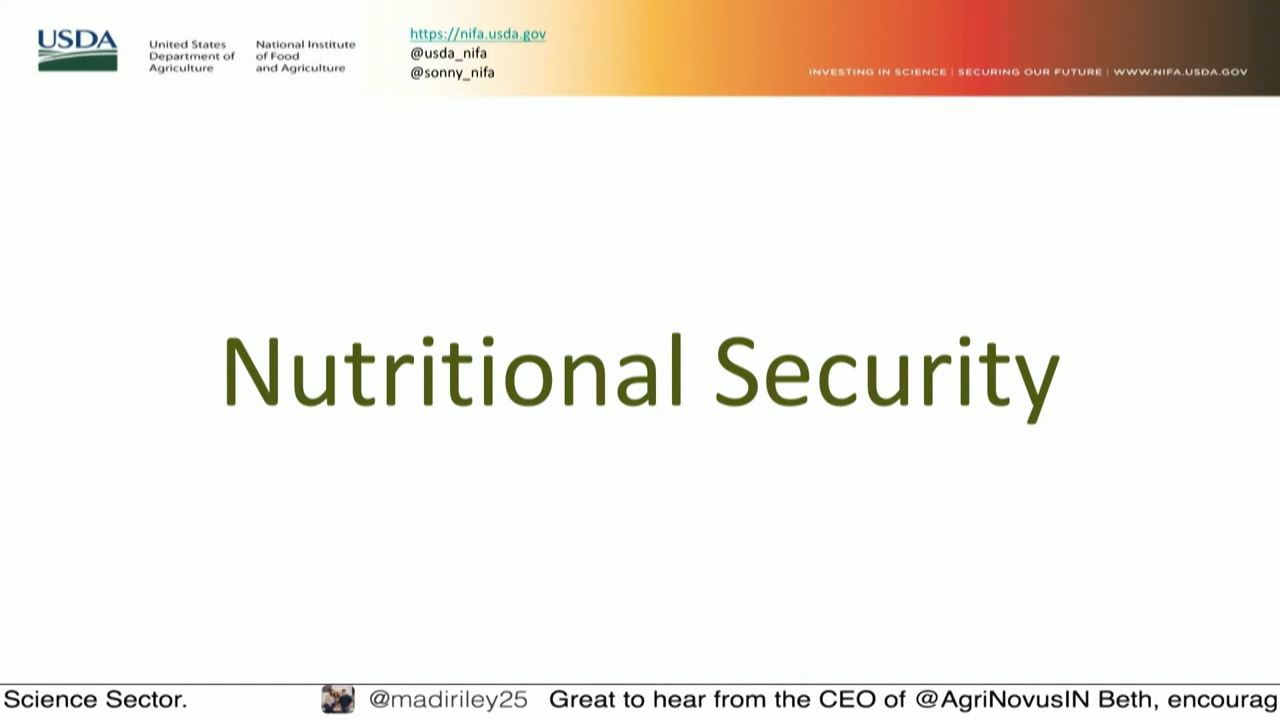 USDA
United States
Department of
Agriculture
National Institute
of Food
and Agriculture
https://nifa.usda.gov
@usda_nifa
@sonny_nifa
INVESTING IN SCIENCE | SECURING OUR FUTURE | WWW.NIFA.USDA.GOV
Nutritional Security
Science Sector. @madiriley25 Great to hear from the CEO of @AgriNovusIN Beth, encourag